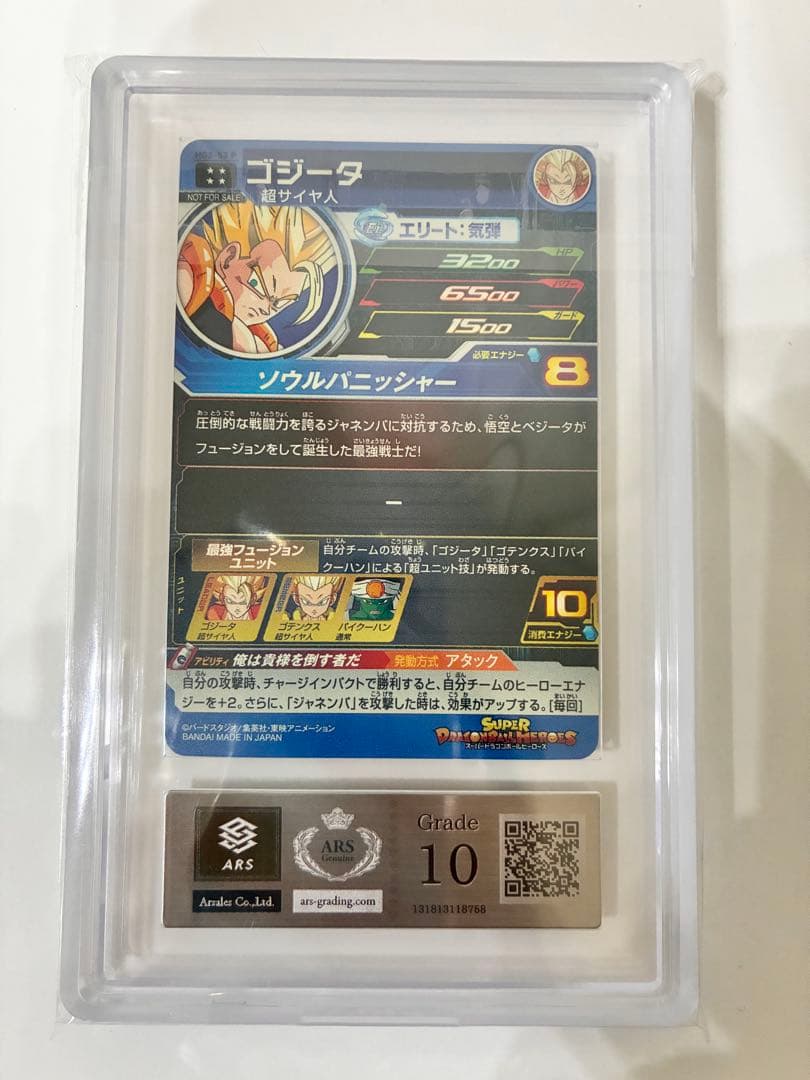 ゴジータ
超サイヤ人
NOT FOR SALE
エリート:気弾
HP
3200
パワー
6500
ガード
1500
必要エナジー
8
ソウルパニッシャー
圧倒的な戦闘力を誇るジャネンバに対抗するため、悟空とベジータが
フュージョンをして誕生した最強戦士だ!
ー
ユニット
最強フュージョン
ユニット
自分チームの攻撃時、「ゴジータ」「ゴテンクス」「パイ
クーハン」による「超ユニット技」が発動する。
ゴジータ
超サイヤ人
ゴテンクス
超サイヤ人
パイクーハン
通常
10
消費エナジー
アビリティ 俺は貴様を倒す者だ 発動方式 アタック
自分の攻撃時、チャージインパクトで勝利すると、自分チームのヒーローエナ
ジーを+2。さらに、「ジャネンバ」を攻撃した時は、効果がアップする。[毎回]
©バードスタジオ/集英社・東映アニメーション
BANDAI MADE IN JAPAN
SUPER
DRAGONBALL HEROES
スーパードラゴンボールヒーローズ
ARS
Arsales Co.,Ltd.
ARS
Genuine
ars-grading.com
Grade
10
131813118758